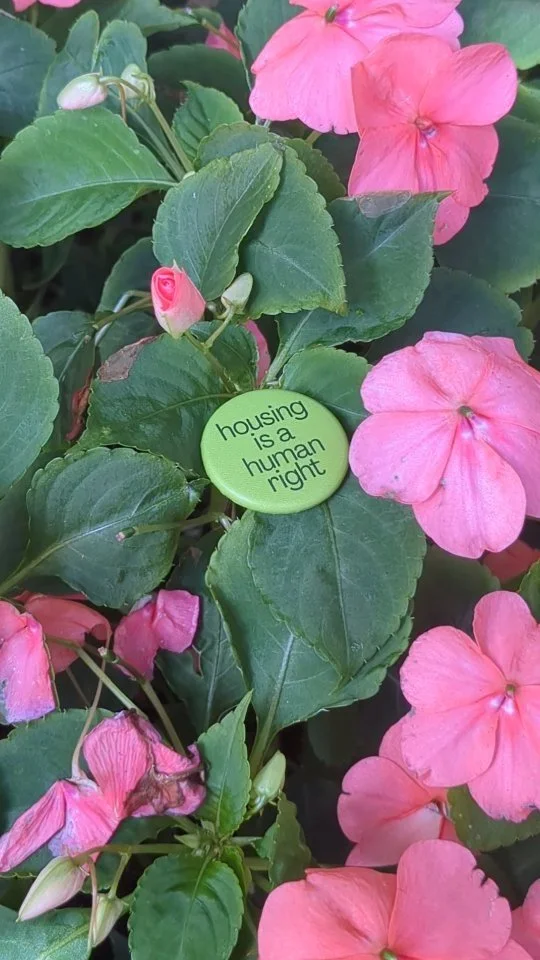 housing
is a
human
right